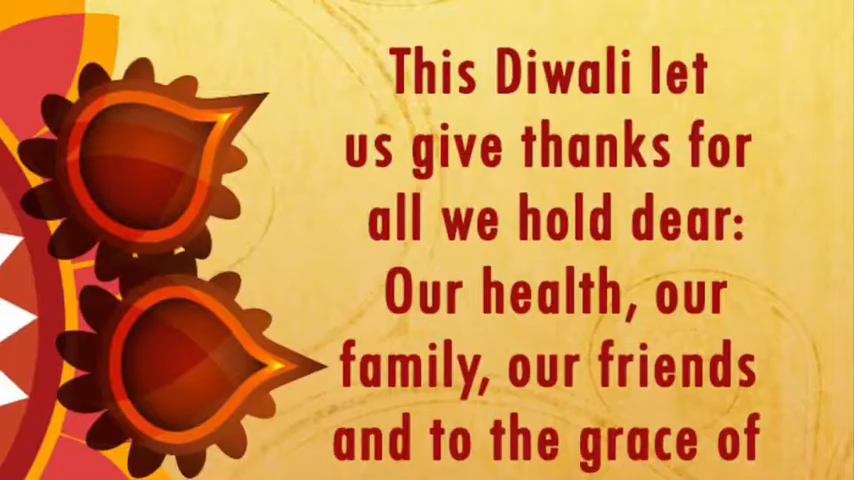 This Diwali let
us give thanks for
all we hold dear:
Our health, our
family, our friends
and to the grace of